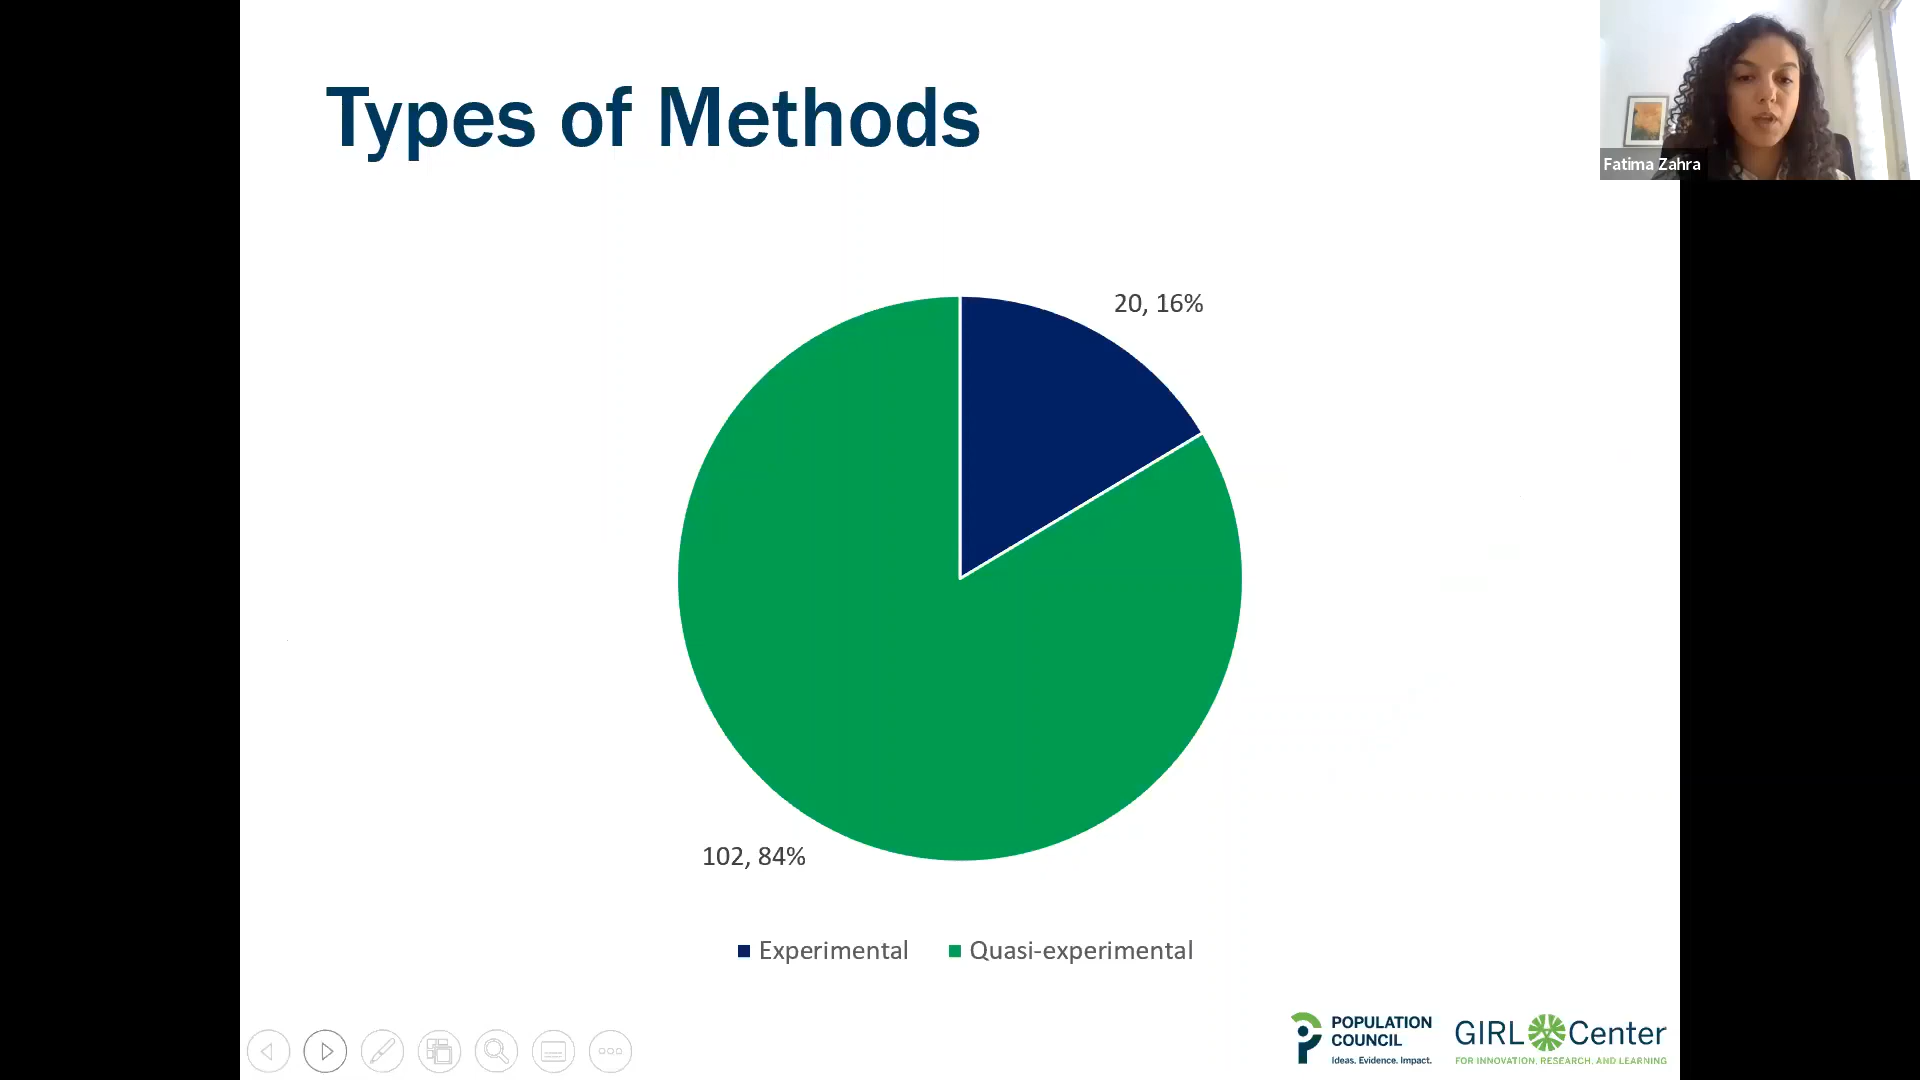 Types of Methods
Fatima Zahra
20, 16%
102, 84%
Experimental
Quasi-experimental
POPULATION
COUNCIL
Ideas. Evidence. Impact.
GIRL Center
FOR INNOVATION, RESEARCH, AND LEARNING